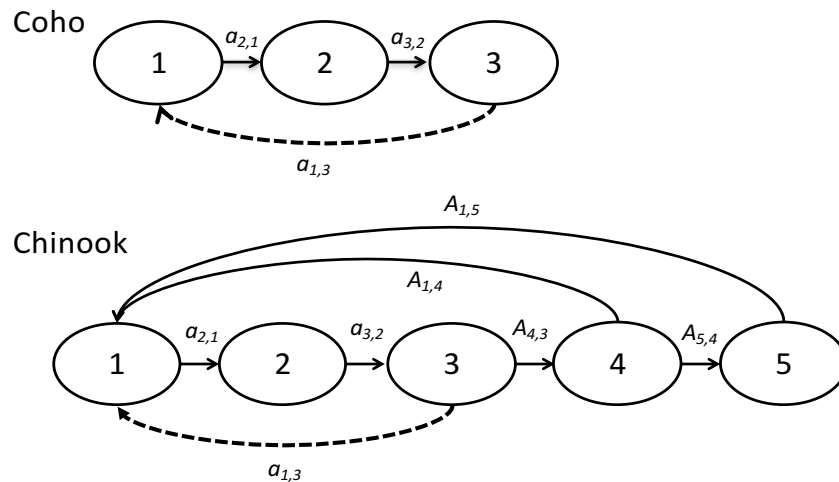 Coho
a2,1 a3,2
1 2 3
a1,3
A1,5
Chinook
A1,4
a2,1 a3,2 A4,3 A5,4
1 2 3 4 5
a1,3